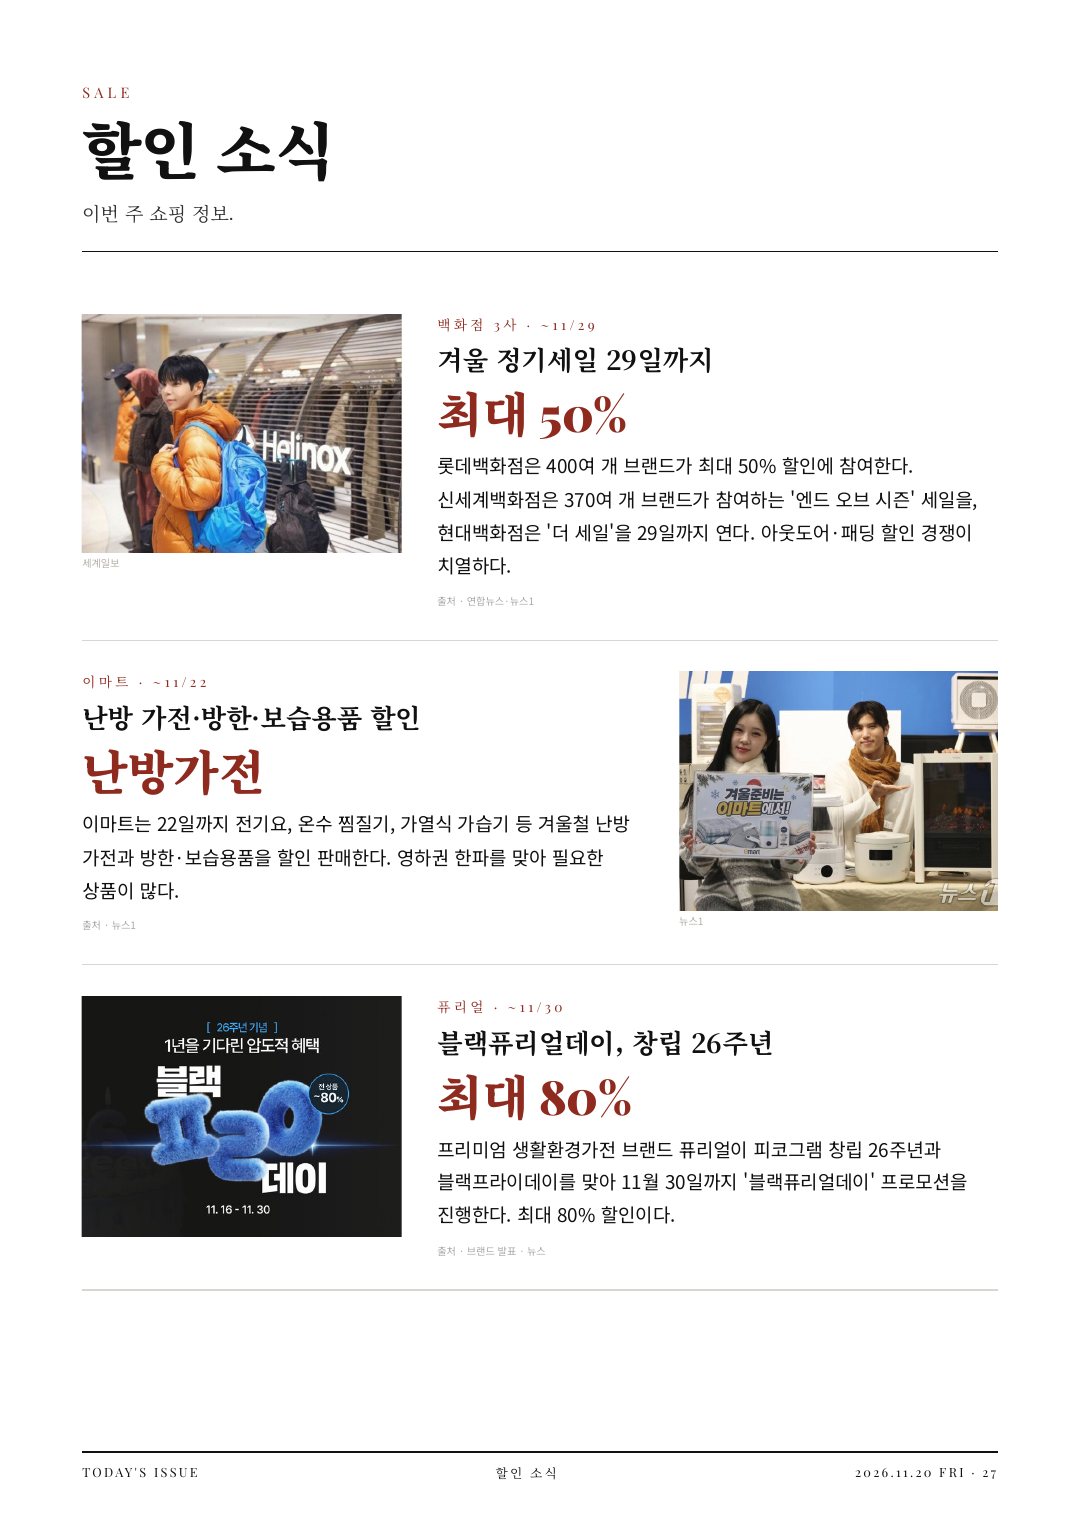 SALE
할인 소식
이번 주 쇼핑 정보.
Helinox
세계일보
백화점 3사 · ~11/29
겨울 정기세일 29일까지
최대 50%
롯데백화점은 400여 개 브랜드가 최대 50% 할인에 참여한다.
신세계백화점은 370여 개 브랜드가 참여하는 '엔드 오브 시즌' 세일을,
현대백화점은 '더 세일'을 29일까지 연다. 아웃도어·패딩 할인 경쟁이
치열하다.
출처 · 연합뉴스·뉴스1
이마트 · ~11/22
난방 가전·방한·보습용품 할인
난방가전
이마트는 22일까지 전기요, 온수 찜질기, 가열식 가습기 등 겨울철 난방
가전과 방한·보습용품을 할인 판매한다. 영하권 한파를 맞아 필요한
상품이 많다.
출처 · 뉴스1
겨울준비는
이마트에서!
emart
뉴스1
뉴스1
[ 26주년 기념 ]
1년을 기다린 압도적 혜택
블랙
전상품
~80%
퓨리얼
데이
11. 16 - 11. 30
퓨리얼 · ~11/30
블랙퓨리얼데이, 창립 26주년
최대 80%
프리미엄 생활환경가전 브랜드 퓨리얼이 피코그램 창립 26주년과
블랙프라이데이를 맞아 11월 30일까지 '블랙퓨리얼데이' 프로모션을
진행한다. 최대 80% 할인이다.
출처 · 브랜드 발표 · 뉴스
TODAY'S ISSUE
할인 소식
2026.11.20 FRI · 27